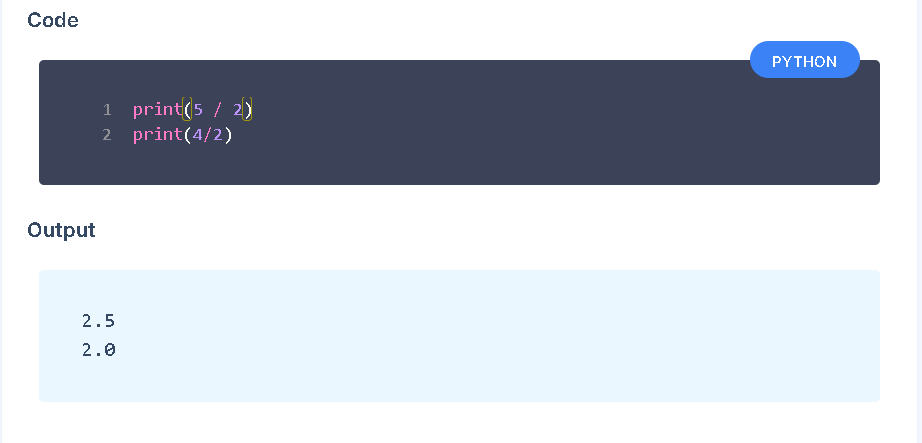 Code
PYTHON
1 print(5 / 2)
2 print(4/2)
Output
2.5
2.0